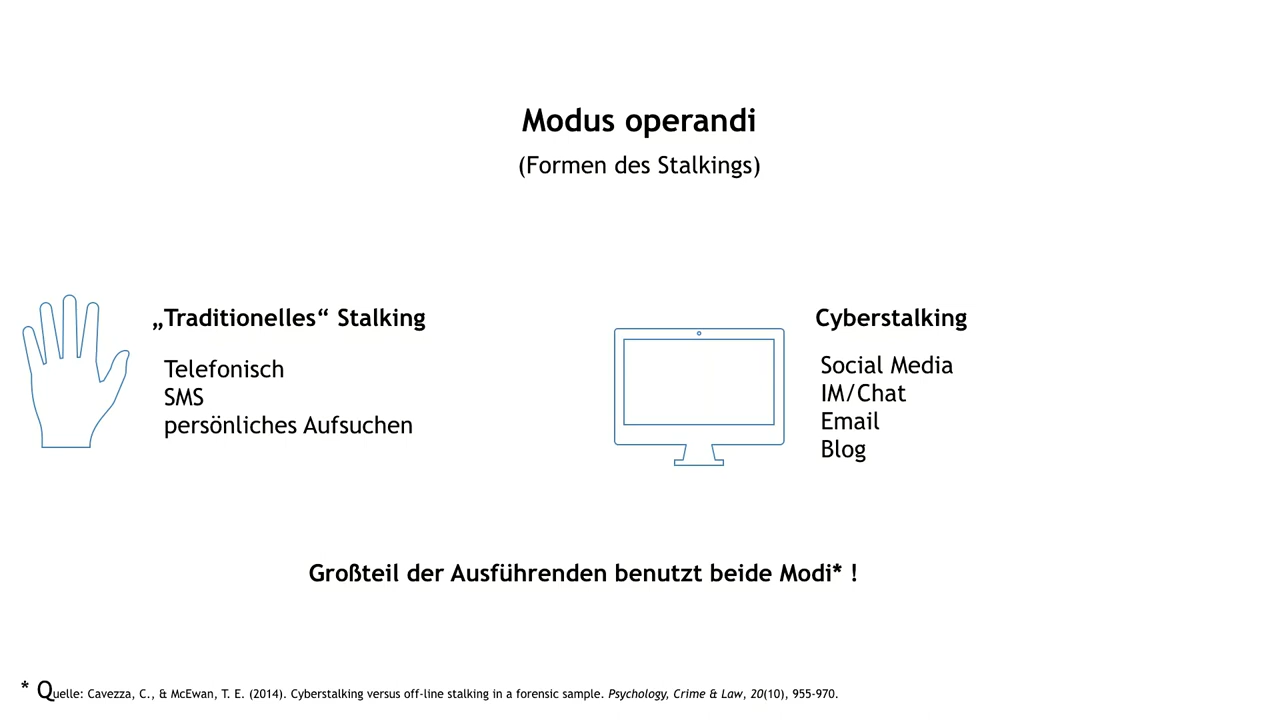 Modus operandi
(Formen des Stalkings)
„Traditionelles“ Stalking
Telefonisch
SMS
persönliches Aufsuchen
Cyberstalking
Social Media
IM/Chat
Email
Blog
Großteil der Ausführenden benutzt beide Modi* !
* Quelle: Cavezza, C., & McEwan, T. E. (2014). Cyberstalking versus off-line stalking in a forensic sample. Psychology, Crime & Law, 20(10), 955-970.